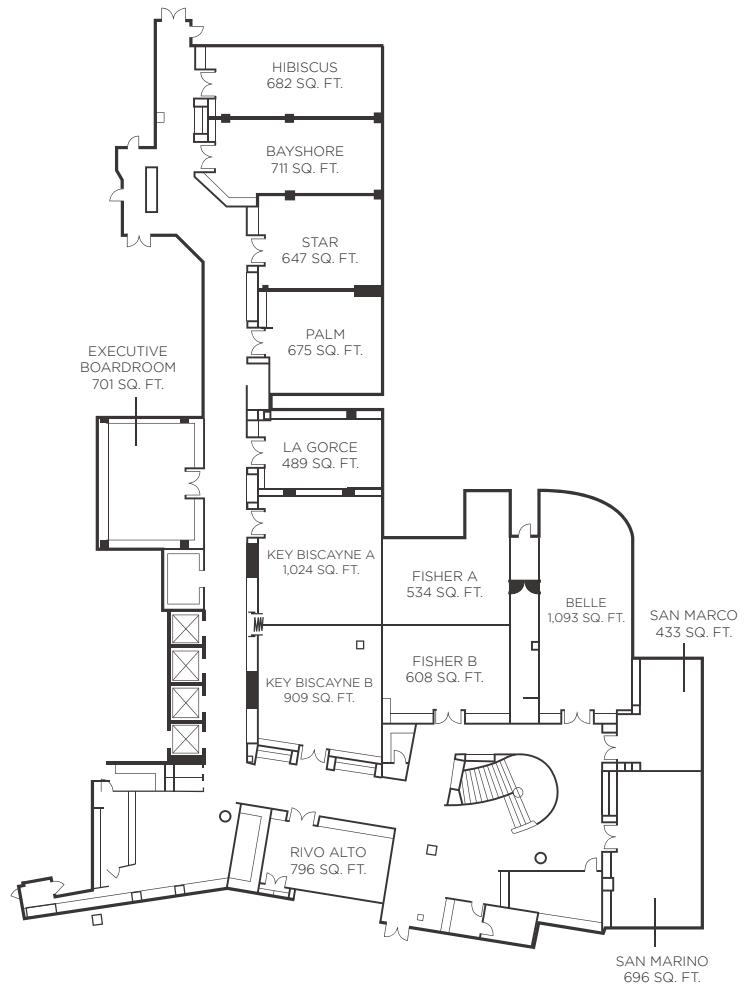 HIBISCUS
682 SQ. FT.
BAYSHORE
711 SQ. FT.
STAR
647 SQ. FT.
PALM
675 SQ. FT.
EXECUTIVE
BOARDROOM
701 SQ. FT.
LA GORCE
489 SQ. FT.
KEY BISCAYNE A
1,024 SQ. FT.
FISHER A
534 SQ. FT.
BELLE
1,093 SQ. FT.
SAN MARCO
433 SQ. FT.
KEY BISCAYNE B
909 SQ. FT.
FISHER B
608 SQ. FT.
RIVO ALTO
796 SQ. FT.
SAN MARINO
696 SQ. FT.